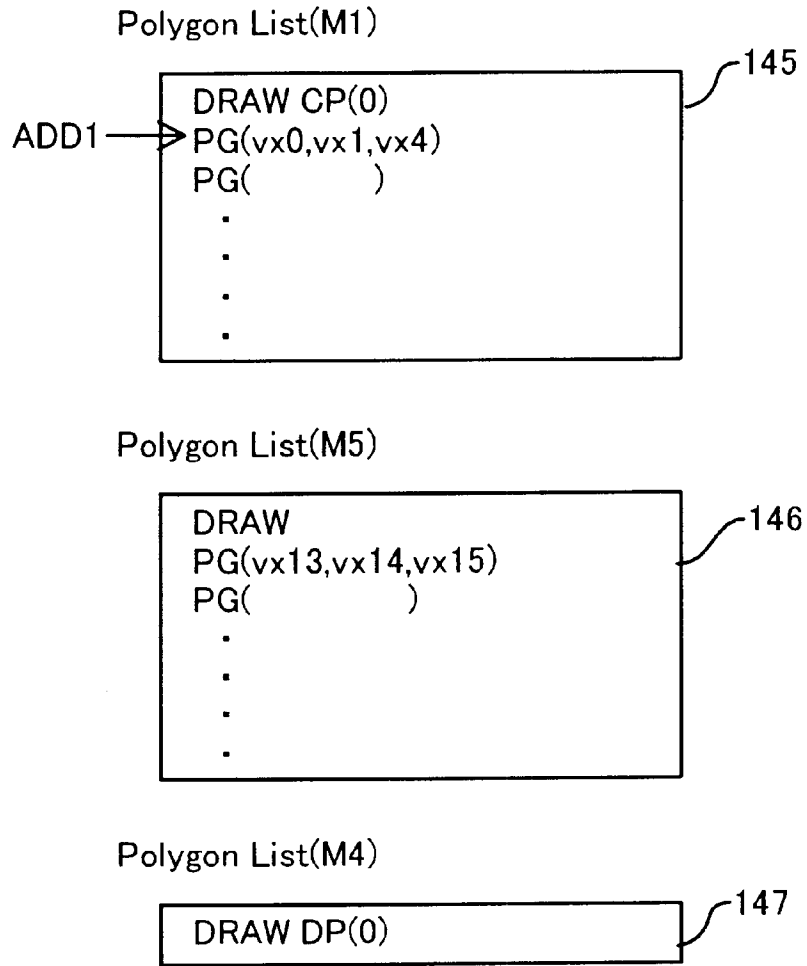 Polygon List(M1)
145
DRAW CP(0)
ADD1
PG(vx0,vx1,vx4)
PG( )
.
.
.
.
Polygon List(M5)
146
DRAW
PG(vx13,vx14,vx15)
PG( )
.
.
.
.
Polygon List(M4)
147
DRAW DP(0)